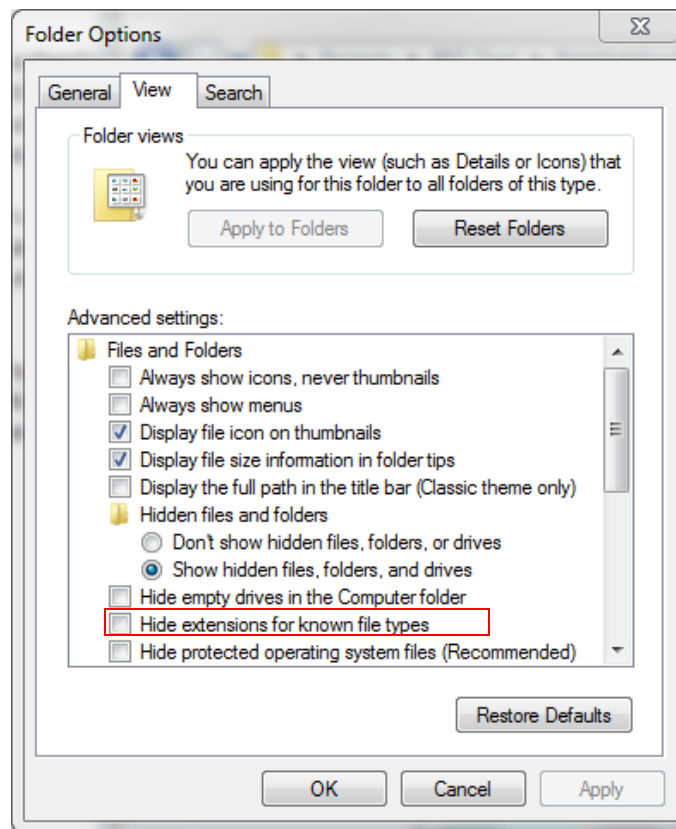 Folder Options
General View Search
Folder views
You can apply the view (such as Details or Icons) that
you are using for this folder to all folders of this type.
Apply to Folders Reset Folders
Advanced settings:
Files and Folders
Always show icons, never thumbnails
Always show menus
Display file icon on thumbnails
Display file size information in folder tips
Display the full path in the title bar (Classic theme only)
Hidden files and folders
Don't show hidden files, folders, or drives
Show hidden files, folders, and drives
Hide empty drives in the Computer folder
Hide extensions for known file types
Hide protected operating system files (Recommended)
Restore Defaults
OK Cancel Apply